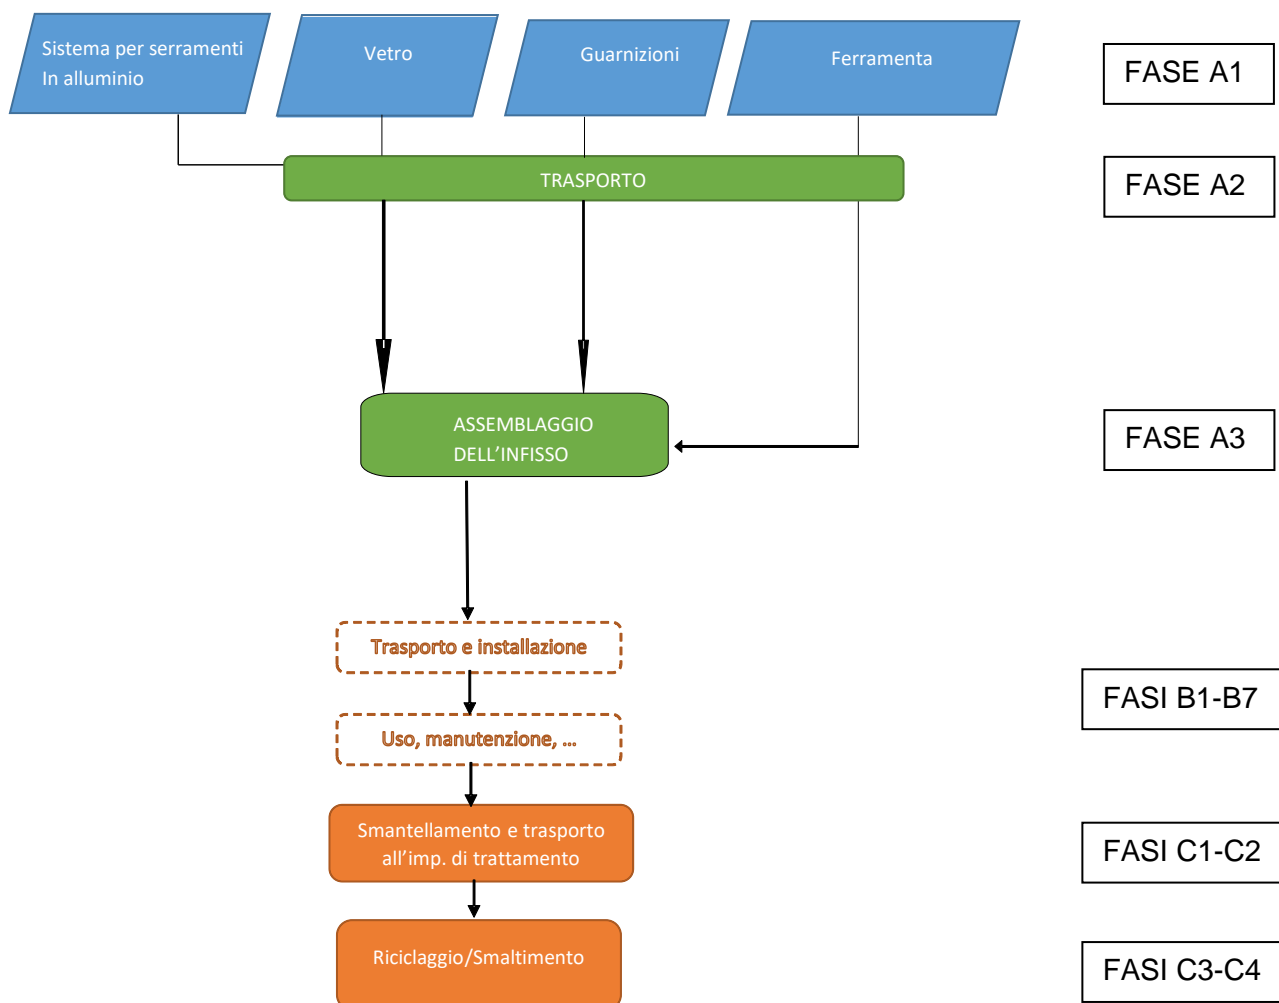 Sistema per serramenti
In alluminio
Vetro
Guarnizioni
Ferramenta
FASE A1
TRASPORTO
FASE A2
ASSEMBLAGGIO
DELL’INFISSO
FASE A3
Trasporto e installazione
FASI B1-B7
Uso, manutenzione, ...
Smantellamento e trasporto
all’imp. di trattamento
FASI C1-C2
Riciclaggio/Smaltimento
FASI C3-C4